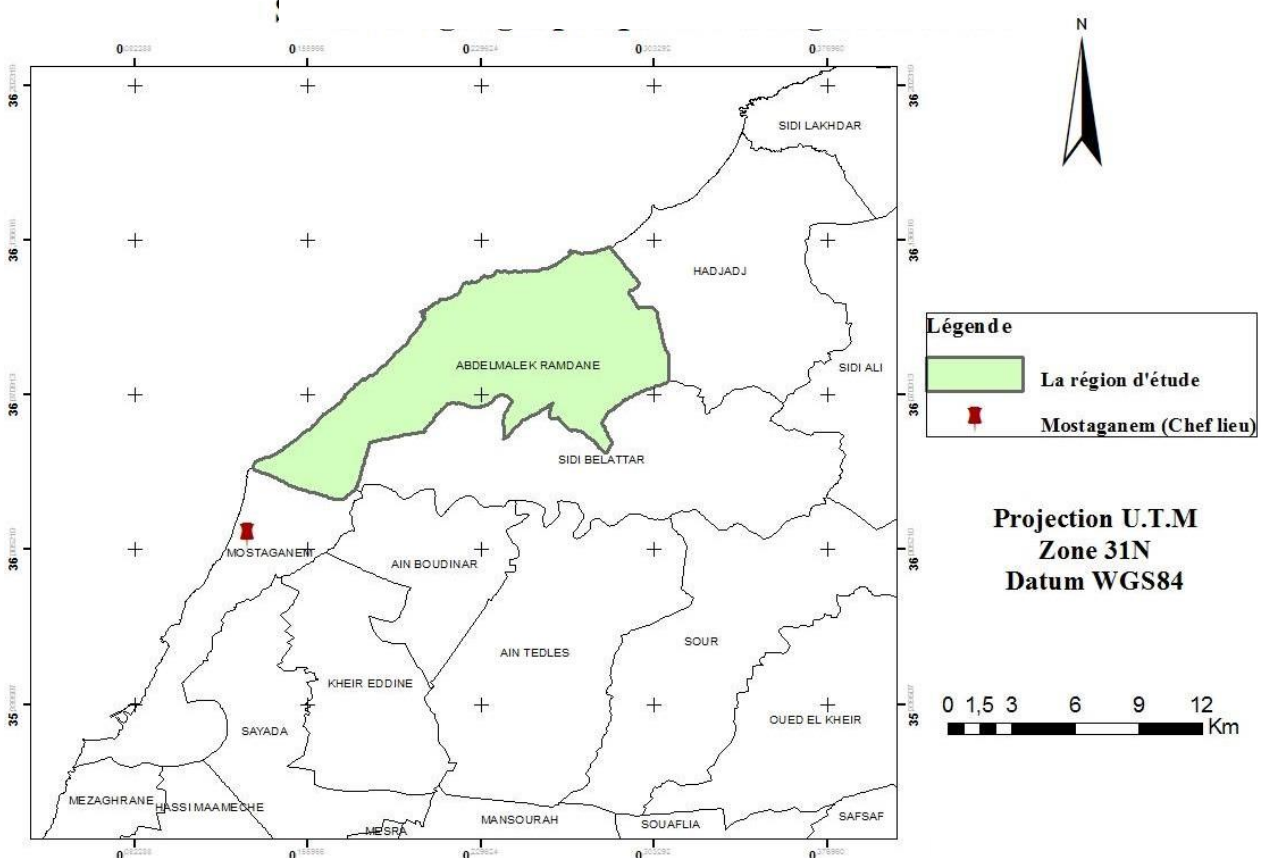 N
SIDI LAKHDAR
HADJADJ
SIDI ALI
ABDELMALEK RAMDANE
SIDI BELATTAR
MOSTAGANEM
AIN BOUDINAR
AIN TEDLES
SOUR
KHEIR EDDINE
SAYADA
OUED EL KHEIR
MEZAGHRANE
HASSI MAAMECHE
MESRA
MANSOURAH
SOUAFLIA
SAFSAF
Légende
La région d'étude
Mostaganem (Chef lieu)
Projection U.T.M
Zone 31N
Datum WGS84
0 1,5 3 6 9 12
Km